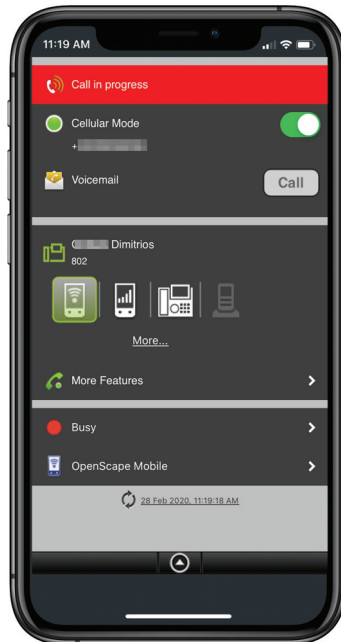 11:19 AM
Call in progress
Cellular Mode
+
Voicemail
Call
Dimitrios
802
More...
More Features
Busy
OpenScape Mobile
28 Feb 2020, 11:19:18 AM